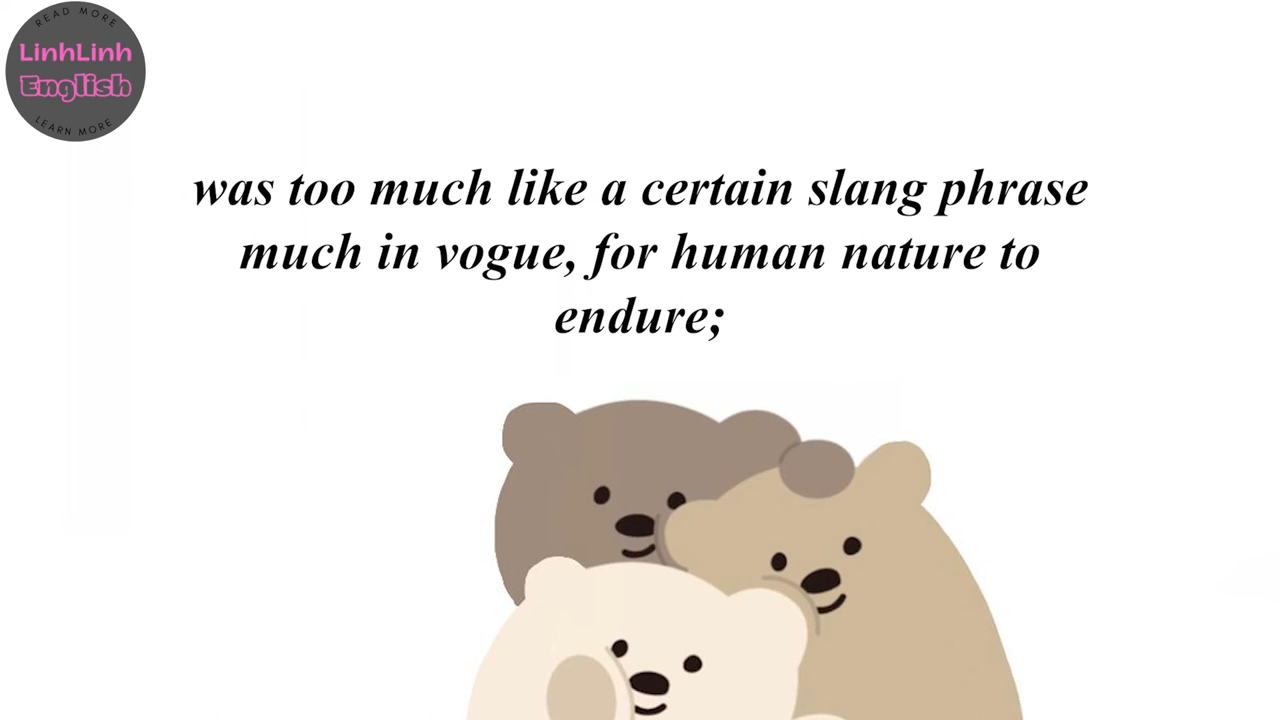 READ MORE
LinhLinh
English
LEARN MORE
was too much like a certain slang phrase
much in vogue, for human nature to
endure;